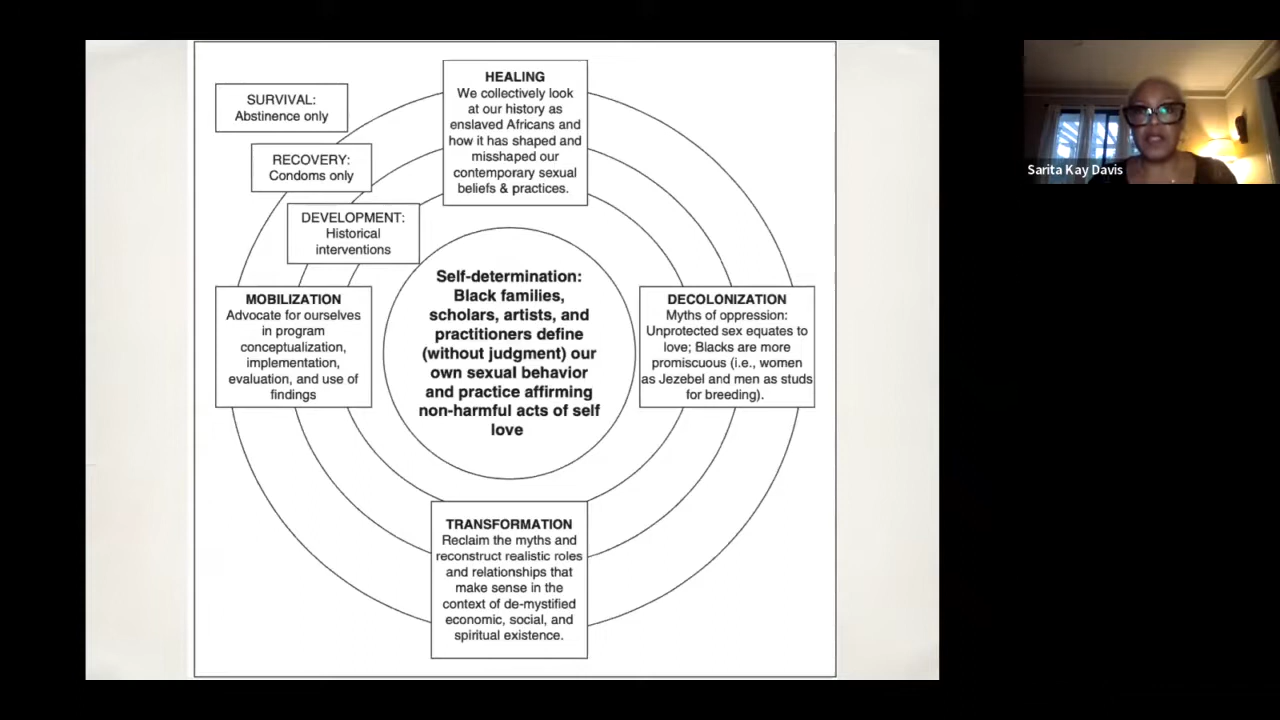 SURVIVAL:
Abstinence only
RECOVERY:
Condoms only
DEVELOPMENT:
Historical
interventions
HEALING
We collectively look
at our history as
enslaved Africans and
how it has shaped and
misshaped our
contemporary sexual
beliefs & practices.
MOBILIZATION
Advocate for ourselves
in program
conceptualization,
implementation,
evaluation, and use of
findings
Self-determination:
Black families,
scholars, artists, and
practitioners define
(without judgment) our
own sexual behavior
and practice affirming
non-harmful acts of self
love
DECOLONIZATION
Myths of oppression:
Unprotected sex equates to
love; Blacks are more
promiscuous (i.e., women
as Jezebel and men as studs
for breeding).
TRANSFORMATION
Reclaim the myths and
reconstruct realistic roles
and relationships that
make sense in the
context of de-mystified
economic, social, and
spiritual existence.
Sarita Kay Davis